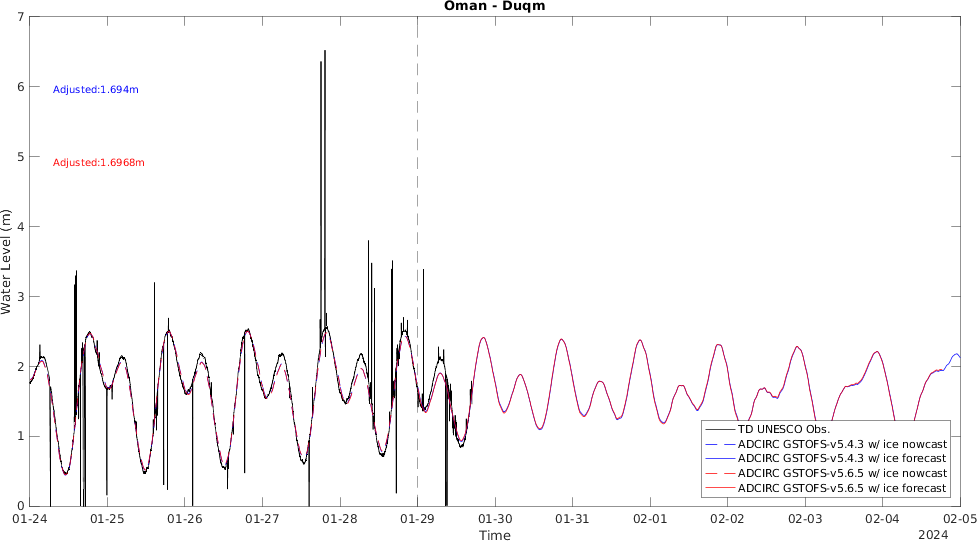 Oman - Duqm
7
6
5
4
3
2
1
0
Water Level (m)
Adjusted:1.694m
Adjusted:1.6968m
TD UNESCO Obs.
ADCIRC GSTOFS-v5.4.3 w/ ice nowcast
ADCIRC GSTOFS-v5.4.3 w/ ice forecast
ADCIRC GSTOFS-v5.6.5 w/ ice nowcast
ADCIRC GSTOFS-v5.6.5 w/ ice forecast
01-24 01-25 01-26 01-27 01-28 01-29 01-30 01-31 02-01 02-02 02-03 02-04 02-05
Time
2024